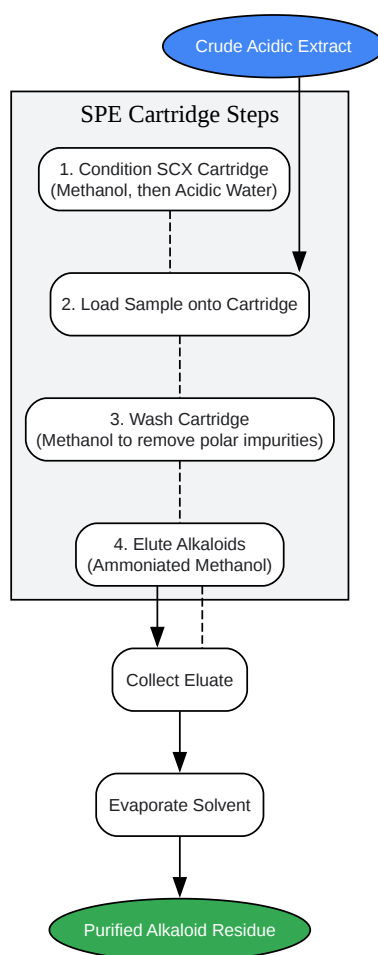 Crude Acidic Extract
SPE Cartridge Steps
1. Condition SCX Cartridge
(Methanol, then Acidic Water)
2. Load Sample onto Cartridge
3. Wash Cartridge
(Methanol to remove polar impurities)
4. Elute Alkaloids
(Ammoniated Methanol)
Collect Eluate
Evaporate Solvent
Purified Alkaloid Residue